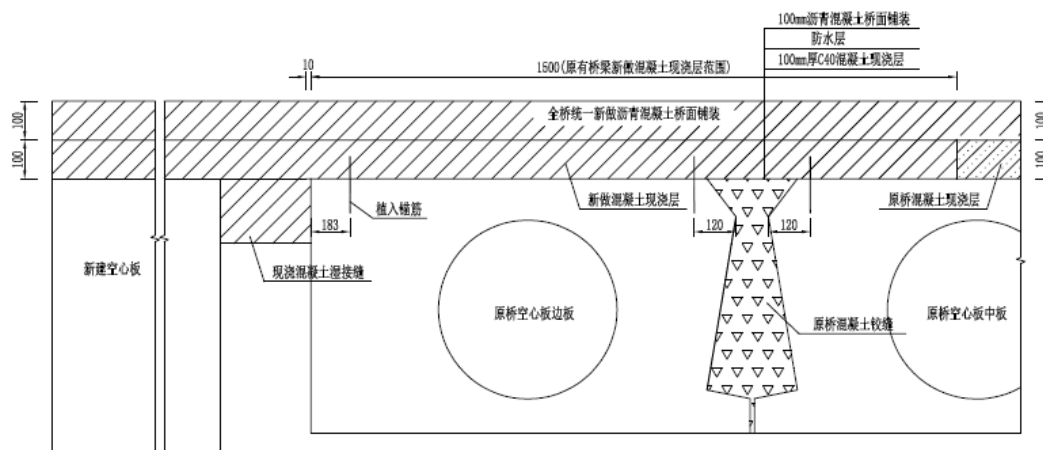 100mm沥青混凝土桥面铺装
防水层
100mm厚C40混凝土现浇层
10
1500(原有桥梁新做混凝土现浇层范围)
全桥统一新做沥青混凝土桥面铺装
100
100
100
100
植入锚筋
新做混凝土现浇层
原桥混凝土现浇层
183
120
120
新建空心板
现浇混凝土湿接缝
原桥空心板边板
原桥混凝土铰缝
原桥空心板中板